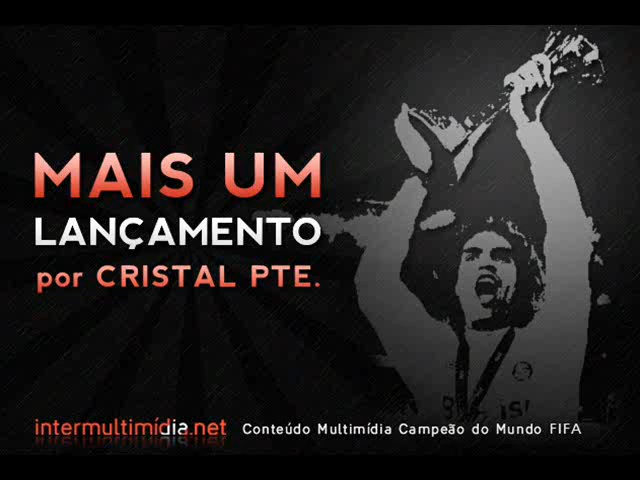 MAIS UM
LANÇAMENTO
por CRISTAL PTE.
intermultimídia.net Conteúdo Multimídia Campeão do Mundo FIFA